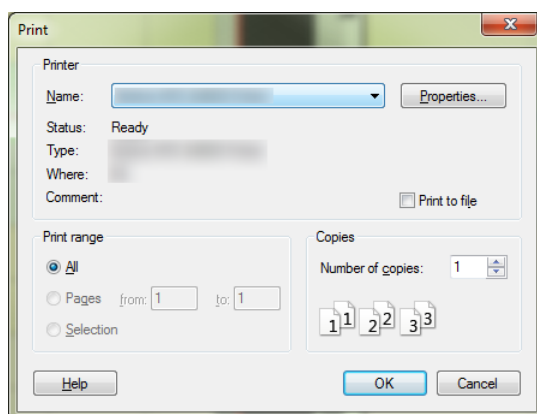 Print
Printer
Name:
Properties...
Status: Ready
Type:
Where:
Comment:
Print to file
Print range
All
Pages from: 1 to: 1
Selection
Copies
Number of copies: 1
1 1 2 2 3 3
Help
OK
Cancel